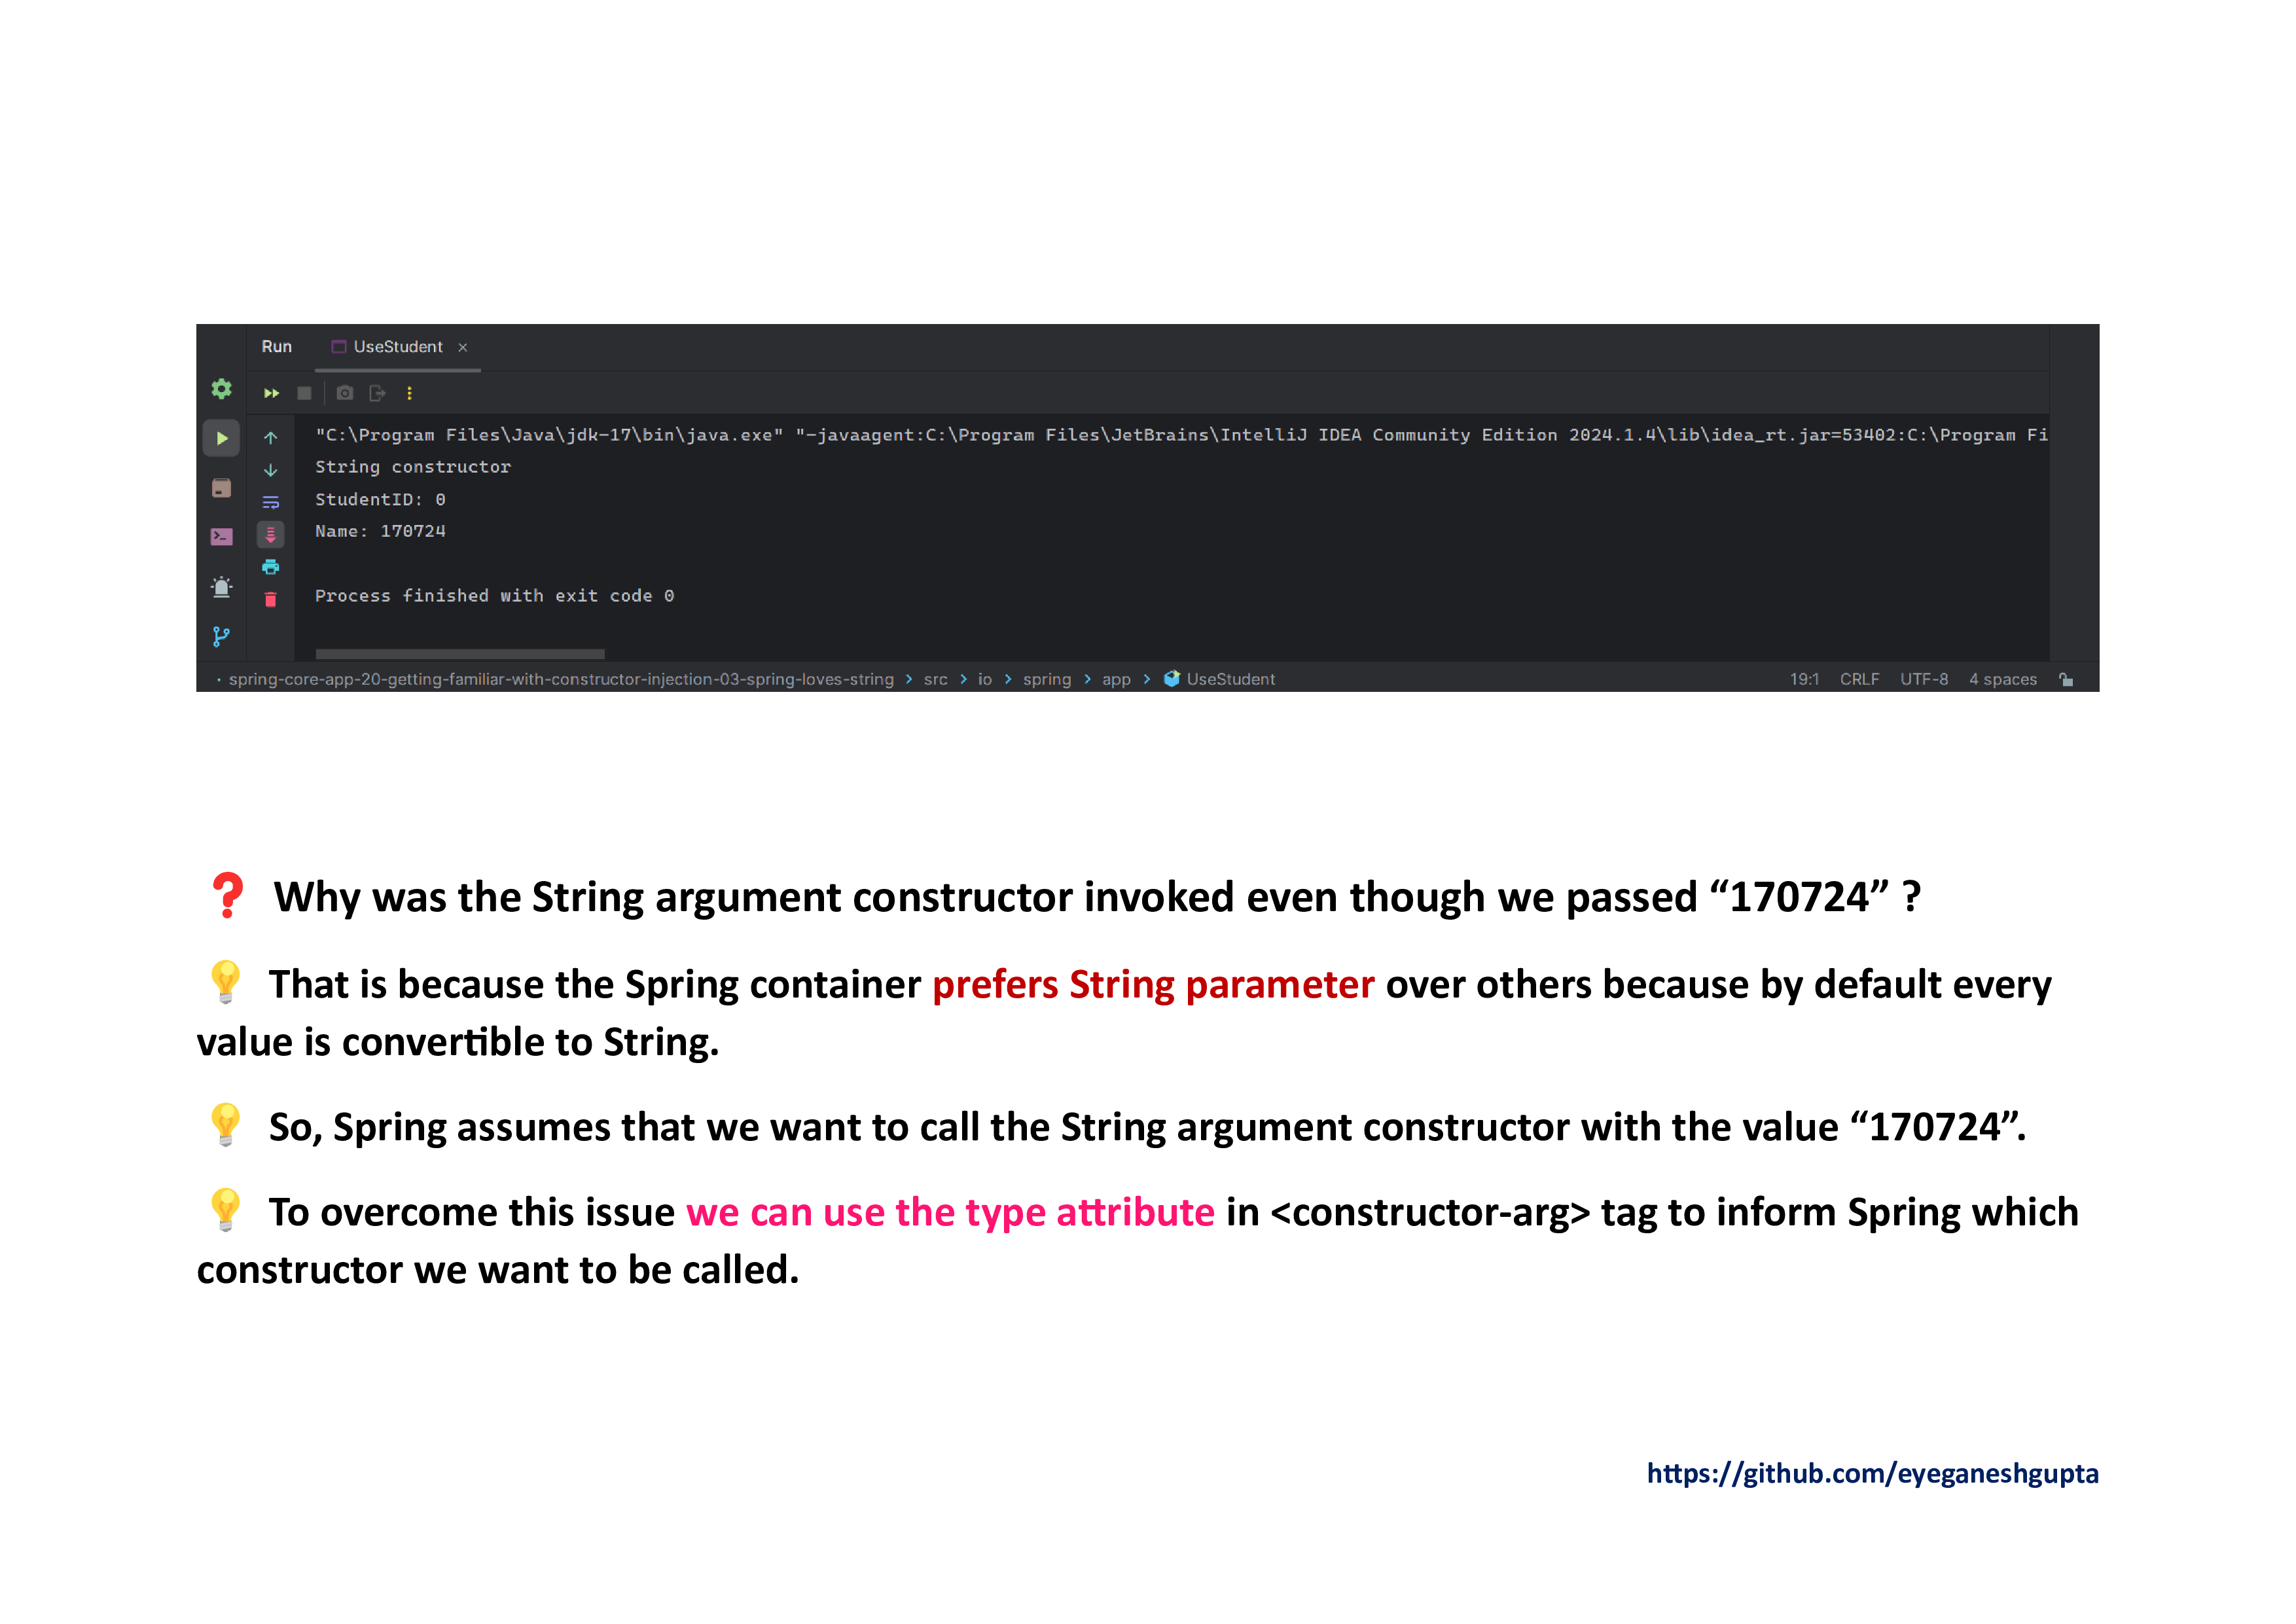 Run UseStudent ×
"C:\Program Files\Java\jdk-17\bin\java.exe" "-javaagent:C:\Program Files\JetBrains\IntelliJ IDEA Community Edition 2024.1.4\lib\idea_rt.jar=53402:C:\Program Fi
String constructor
StudentID: 0
Name: 170724
Process finished with exit code 0
spring-core-app-20-getting-familiar-with-constructor-injection-03-spring-loves-string > src > io > spring > app > UseStudent 19:1 CRLF UTF-8 4 spaces
❓ Why was the String argument constructor invoked even though we passed “170724” ?
💡 That is because the Spring container prefers String parameter over others because by default every
value is convertible to String.
💡 So, Spring assumes that we want to call the String argument constructor with the value “170724”.
💡 To overcome this issue we can use the type attribute in <constructor-arg> tag to inform Spring which
constructor we want to be called.
https://github.com/eyeganeshgupta